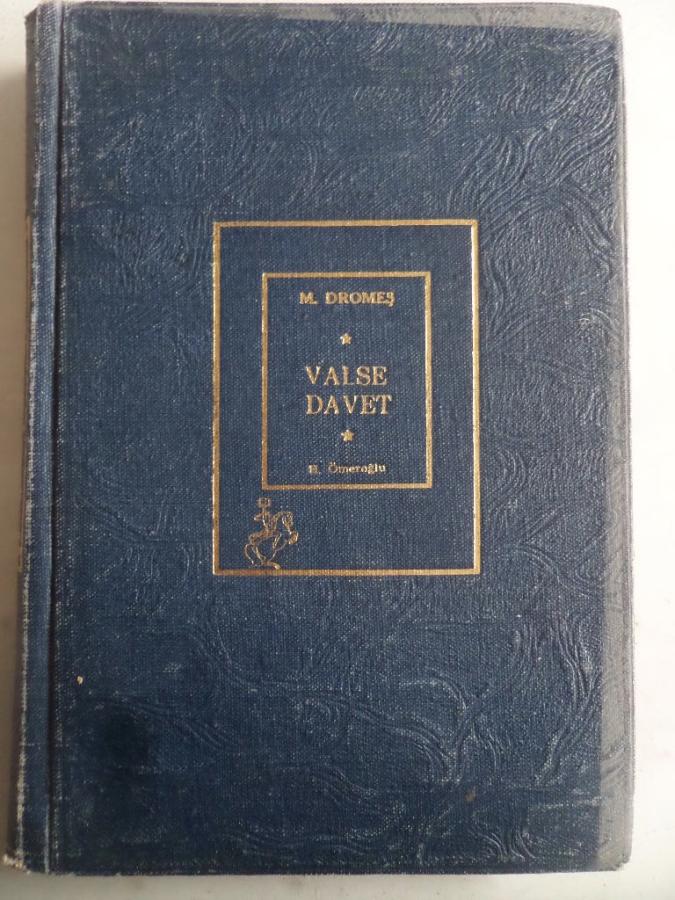 M. DROMEŞ
VALSE
DAVET
H. Ömeroğlu